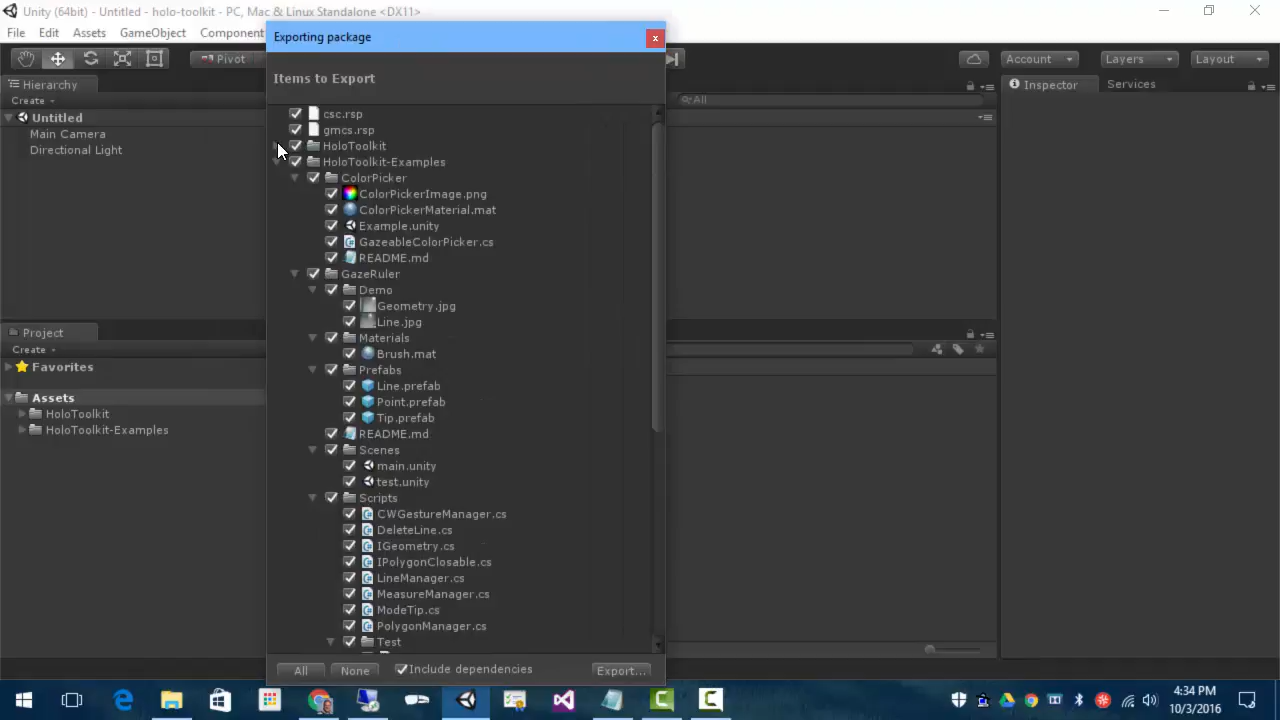 Unity (64bit) - Untitled - holo-toolkit - PC, Mac & Linux Standalone <DX11>
File Edit Assets GameObject Component
Exporting package
Pivot
Account
Layers
Layout
Items to Export
Hierarchy
Inspector
Services
Create
All
Untitled
Main Camera
Directional Light
csc.rsp
gmcs.rsp
HoloToolkit
HoloToolkit-Examples
ColorPicker
ColorPickerImage.png
ColorPickerMaterial.mat
Example.unity
GazeableColorPicker.cs
README.md
GazeRuler
Demo
Geometry.jpg
Line.jpg
Materials
Brush.mat
Prefabs
Line.prefab
Point.prefab
Tip.prefab
README.md
Scenes
main.unity
test.unity
Scripts
CWGestureManager.cs
DeleteLine.cs
IGeometry.cs
IPolygonClosable.cs
LineManager.cs
MeasureManager.cs
ModeTip.cs
PolygonManager.cs
Test
Project
Create
Favorites
Assets
HoloToolkit
HoloToolkit-Examples
All
None
Include dependencies
Export...
4:34 PM
10/3/2016